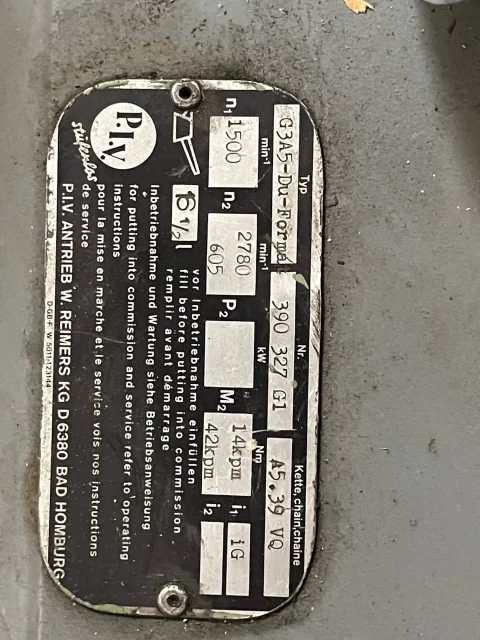 Typ Nr. Kette, chain, chaine
G3A5-Du-Forme 390 327 G1 A5.39 VQ
n₁ min⁻¹ n₂ min⁻¹ P₂ kW M₂ Nm i₁ iG
1500 2780 14kpm
605 42kpm i₂
6 1/2 l
vor Inbetriebnahme einfüllen
fill before putting into commission
remplir avant démarrage
P.I.V.
stufenlos
Inbetriebnahme und Wartung siehe Betriebsanweisung
for putting into commission and service refer to operating
instructions
pour la mise en marche et le service vois nos instructions
de service
P.I.V. ANTRIEB W. REIMERS KG D 6380 BAD HOMBURG